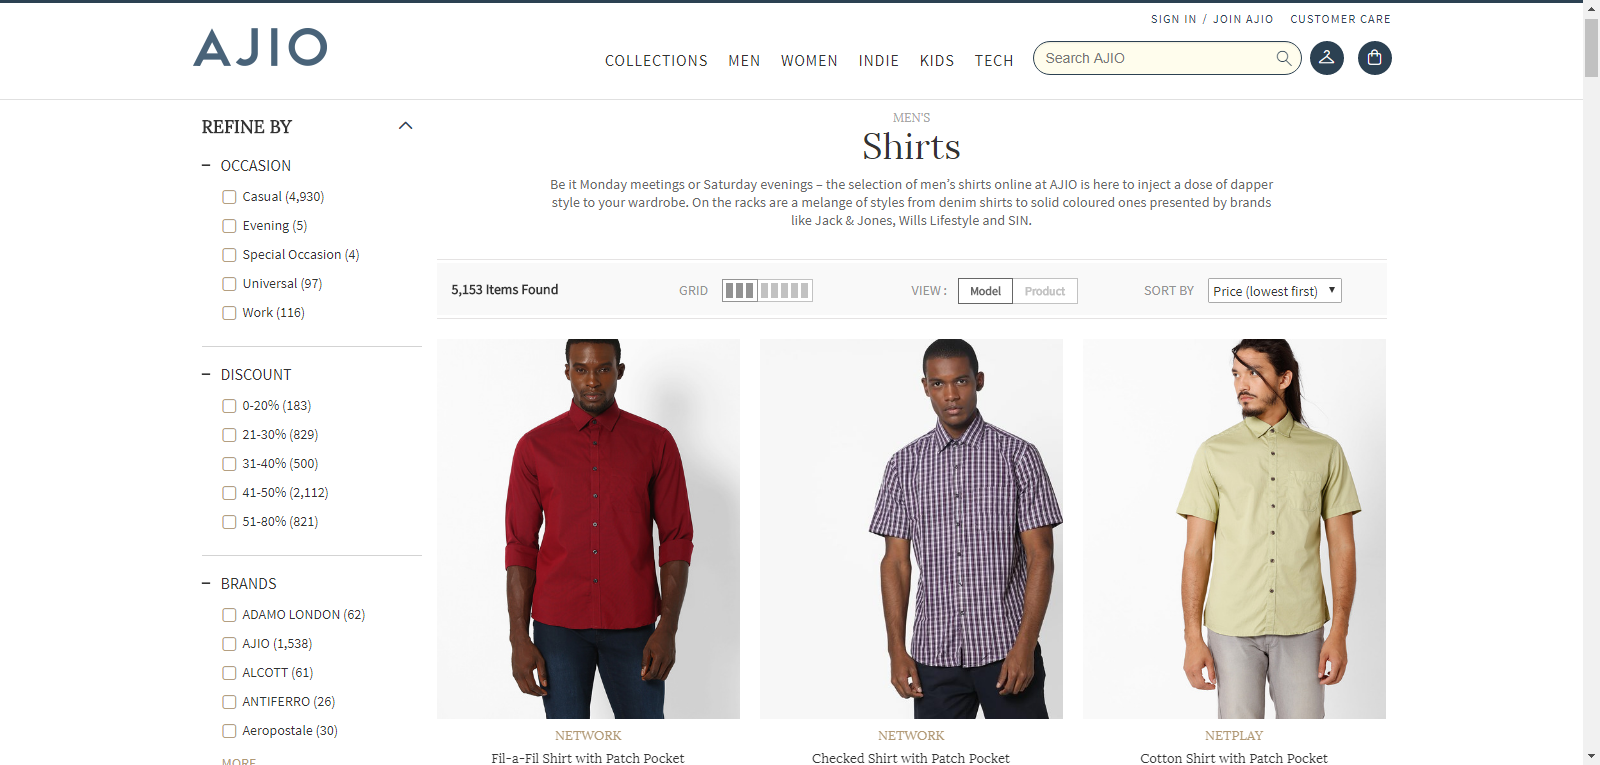 SIGN IN / JOIN AJIO CUSTOMER CARE
AJIO
COLLECTIONS MEN WOMEN INDIE KIDS TECH Search AJIO
REFINE BY
OCCASION
Casual (4,930)
Evening (5)
Special Occasion (4)
Universal (97)
Work (116)
DISCOUNT
0-20% (183)
21-30% (829)
31-40% (500)
41-50% (2,112)
51-80% (821)
BRANDS
ADAMO LONDON (62)
AJIO (1,538)
ALCOTT (61)
ANTIFERRO (26)
Aeropostale (30)
MORE
MEN'S
Shirts
Be it Monday meetings or Saturday evenings – the selection of men’s shirts online at AJIO is here to inject a dose of dapper
style to your wardrobe. On the racks are a melange of styles from denim shirts to solid coloured ones presented by brands
like Jack & Jones, Wills Lifestyle and SIN.
5,153 Items Found GRID VIEW : Model Product SORT BY Price (lowest first)
NETWORK
Fil-a-Fil Shirt with Patch Pocket
NETWORK
Checked Shirt with Patch Pocket
NETPLAY
Cotton Shirt with Patch Pocket